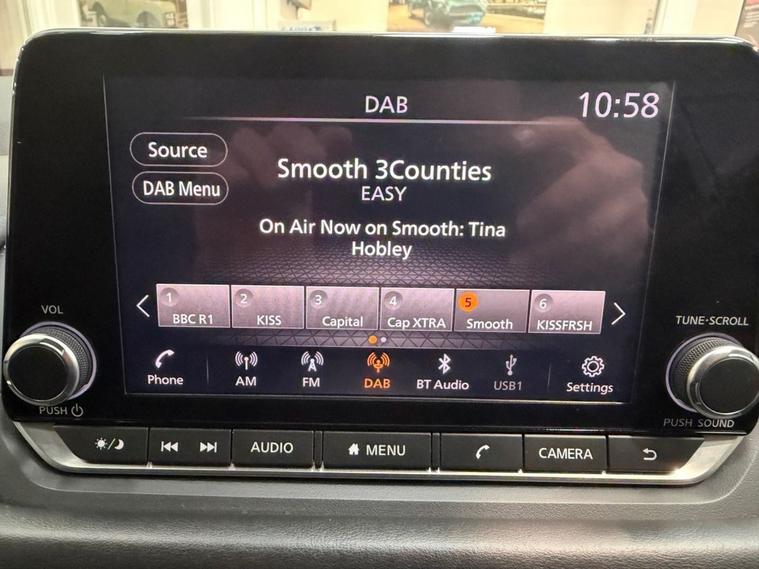 DAB
10:58
Source
DAB Menu
Smooth 3Counties
EASY
On Air Now on Smooth: Tina
Hobley
1 2 3 4 5 6
BBC R1 KISS Capital Cap XTRA Smooth KISSFRSH
VOL
TUNE·SCROLL
Phone AM FM DAB BT Audio USB1 Settings
PUSH
PUSH SOUND
AUDIO MENU CAMERA